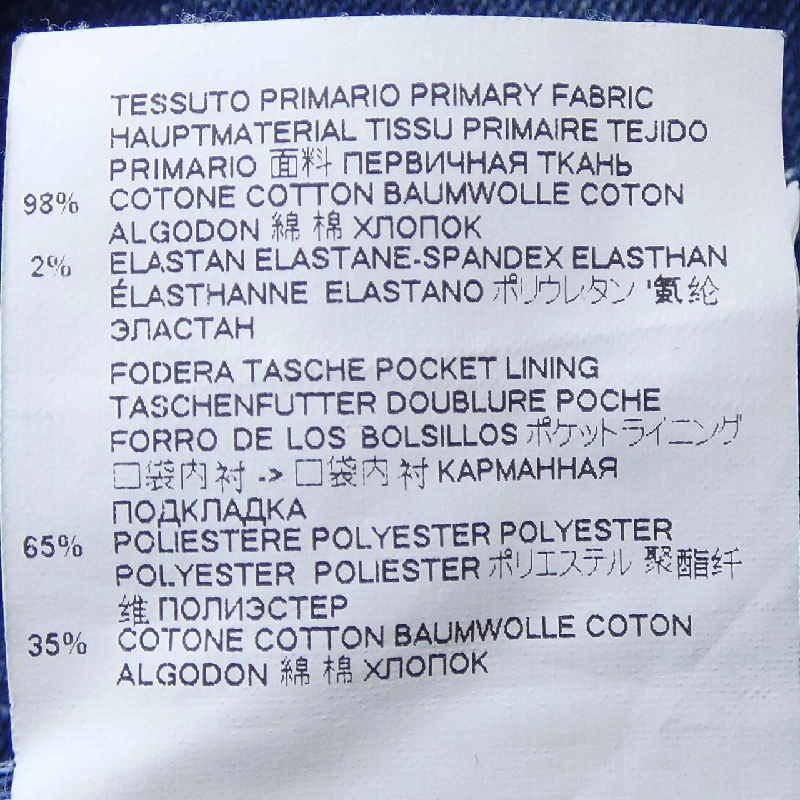 TESSUTO PRIMARIO PRIMARY FABRIC
HAUPTMATERIAL TISSU PRIMAIRE TEJIDO
PRIMARIO 面料 ПЕРВИЧНАЯ ТКАНЬ
98% COTONE COTTON BAUMWOLLE COTON
ALGODON 綿 棉 ХЛОПОК
2% ELASTAN ELASTANE-SPANDEX ELASTHAN
ÉLASTHANNE ELASTANO ポリウレタン '氨纶
ЭЛАСТАН
FODERA TASCHE POCKET LINING
TASCHENFUTTER DOUBLURE POCHE
FORRO DE LOS BOLSILLOS ポケットライニング
口袋内衬 -> 口袋内衬 КАРМАННАЯ
ПОДКЛАДКА
65% POLIESTERE POLYESTER POLYESTER
POLYESTER POLIESTER ポリエステル 聚酯纤
维 ПОЛИЭСТЕР
35% COTONE COTTON BAUMWOLLE COTON
ALGODON 綿 棉 ХЛОПОК